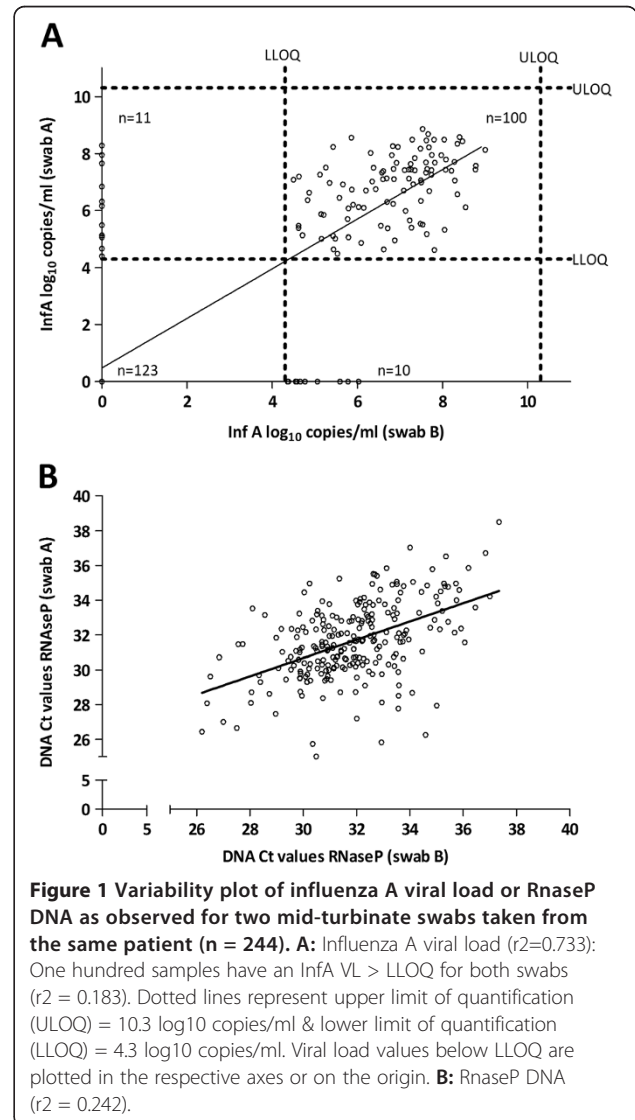 A
LLOQ
ULOQ
10
8
6
4
2
0
InfA log10 copies/ml (swab A)
n=11
n=100
ULOQ
LLOQ
n=123
n=10
0
2
4
6
8
10
Inf A log10 copies/ml (swab B)
B
40
38
36
34
32
30
28
26
5
0
DNA Ct values RNAseP (swab A)
0
5
26
28
30
32
34
36
38
40
DNA Ct values RNaseP (swab B)
Figure 1 Variability plot of influenza A viral load or RnaseP
DNA as observed for two mid-turbinate swabs taken from
the same patient (n = 244). A: Influenza A viral load (r2=0.733):
One hundred samples have an InfA VL > LLOQ for both swabs
(r2 = 0.183). Dotted lines represent upper limit of quantification
(ULOQ) = 10.3 log10 copies/ml & lower limit of quantification
(LLOQ) = 4.3 log10 copies/ml. Viral load values below LLOQ are
plotted in the respective axes or on the origin. B: RnaseP DNA
(r2 = 0.242).